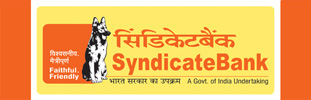 विश्वसनीय.
मैत्रीपूर्ण
Faithful.
Friendly
सिंडिकेटबैंक
SyndicateBank
भारत सरकार का उपक्रम A Govt. of India Undertaking